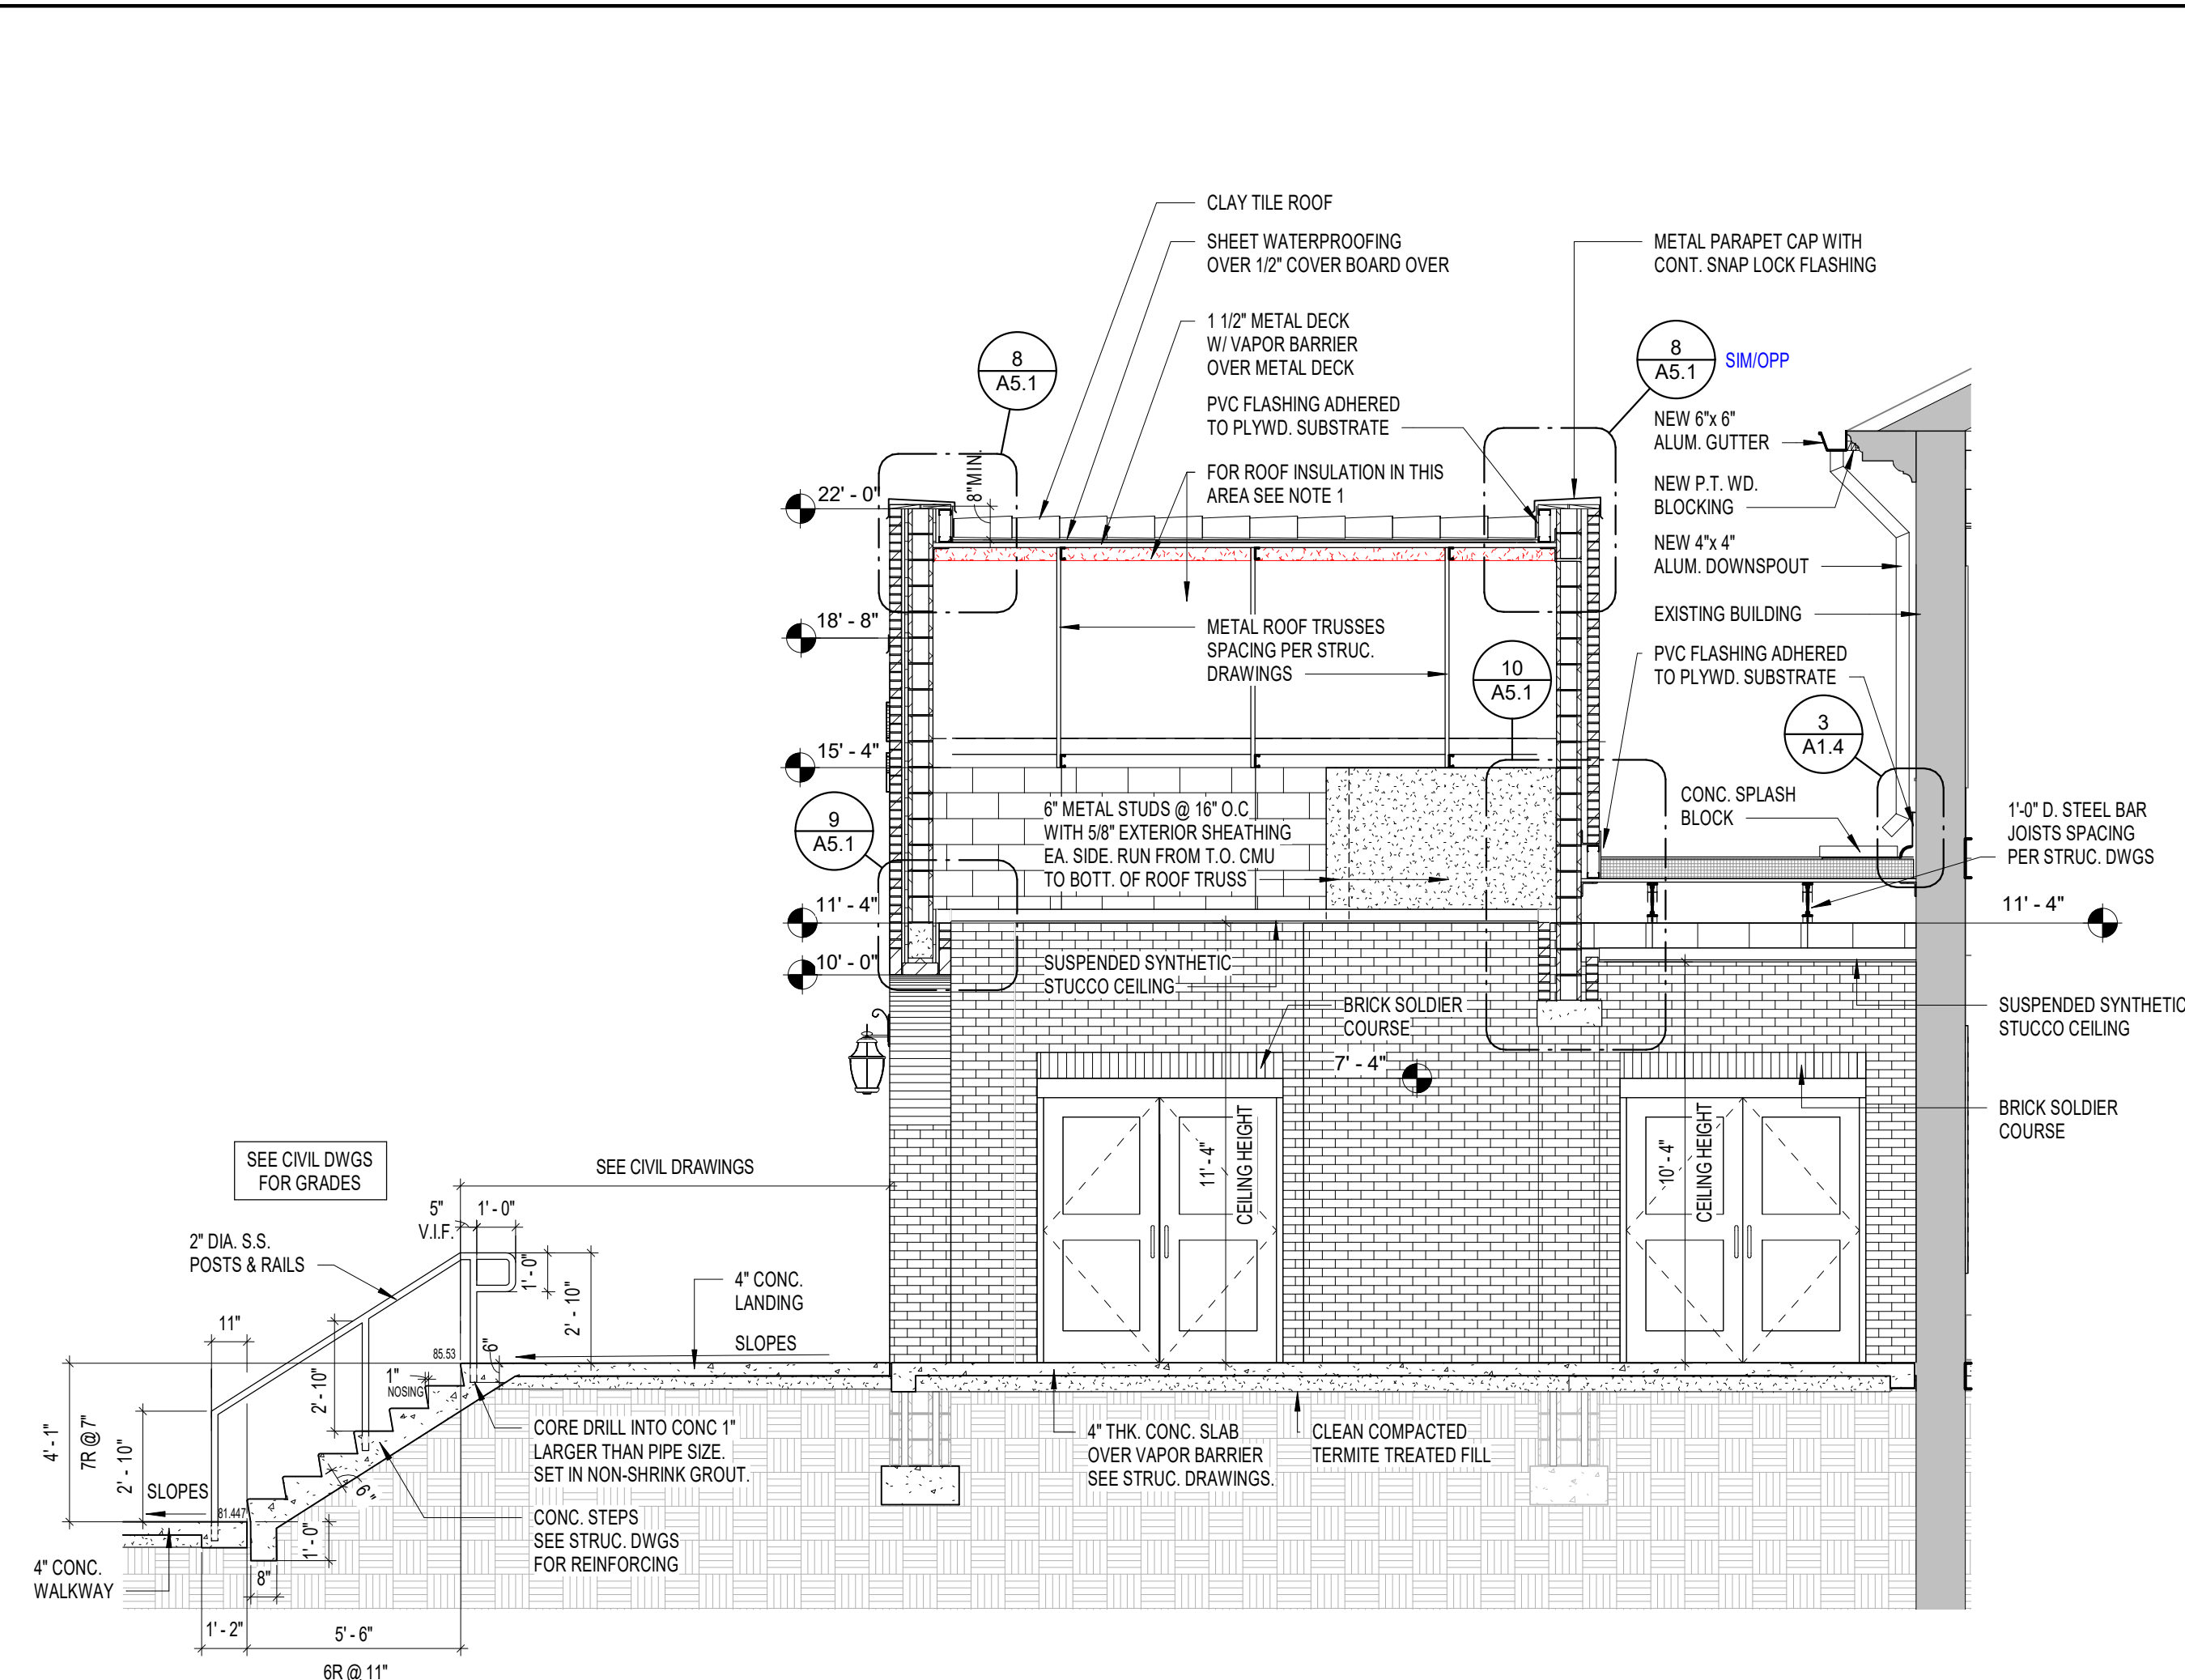 CLAY TILE ROOF
SHEET WATERPROOFING
OVER 1/2" COVER BOARD OVER
1 1/2" METAL DECK
W/ VAPOR BARRIER
OVER METAL DECK
PVC FLASHING ADHERED
TO PLYWD. SUBSTRATE
FOR ROOF INSULATION IN THIS
AREA SEE NOTE 1
METAL ROOF TRUSSES
SPACING PER STRUC.
DRAWINGS
METAL PARAPET CAP WITH
CONT. SNAP LOCK FLASHING
8
A5.1
8
A5.1
SIM/OPP
NEW 6"x 6"
ALUM. GUTTER
NEW P.T. WD.
BLOCKING
NEW 4"x 4"
ALUM. DOWNSPOUT
EXISTING BUILDING
PVC FLASHING ADHERED
TO PLYWD. SUBSTRATE
8"MIN.
22' - 0"
18' - 8"
15' - 4"
11' - 4"
10' - 0"
9
A5.1
10
A5.1
3
A1.4
CONC. SPLASH
BLOCK
1'-0" D. STEEL BAR
JOISTS SPACING
PER STRUC. DWGS
11' - 4"
6" METAL STUDS @ 16" O.C
WITH 5/8" EXTERIOR SHEATHING
EA. SIDE. RUN FROM T.O. CMU
TO BOTT. OF ROOF TRUSS
SUSPENDED SYNTHETIC
STUCCO CEILING
BRICK SOLDIER
COURSE
7' - 4"
SUSPENDED SYNTHETIC
STUCCO CEILING
BRICK SOLDIER
COURSE
11' - 4"
CEILING HEIGHT
10' - 4"
CEILING HEIGHT
SEE CIVIL DWGS
FOR GRADES
SEE CIVIL DRAWINGS
5"
V.I.F.
1' - 0"
2" DIA. S.S.
POSTS & RAILS
1' - 0"
2' - 10"
4" CONC.
LANDING
SLOPES
11"
85.53
6"
1"
NOSING
2' - 10"
4' - 1"
7R @ 7"
2' - 10"
SLOPES
81.447
6"
1' - 0"
8"
4" CONC.
WALKWAY
1' - 2"
5' - 6"
6R @ 11"
CORE DRILL INTO CONC 1"
LARGER THAN PIPE SIZE.
SET IN NON-SHRINK GROUT.
CONC. STEPS
SEE STRUC. DWGS
FOR REINFORCING
4" THK. CONC. SLAB
OVER VAPOR BARRIER
SEE STRUC. DRAWINGS.
CLEAN COMPACTED
TERMITE TREATED FILL